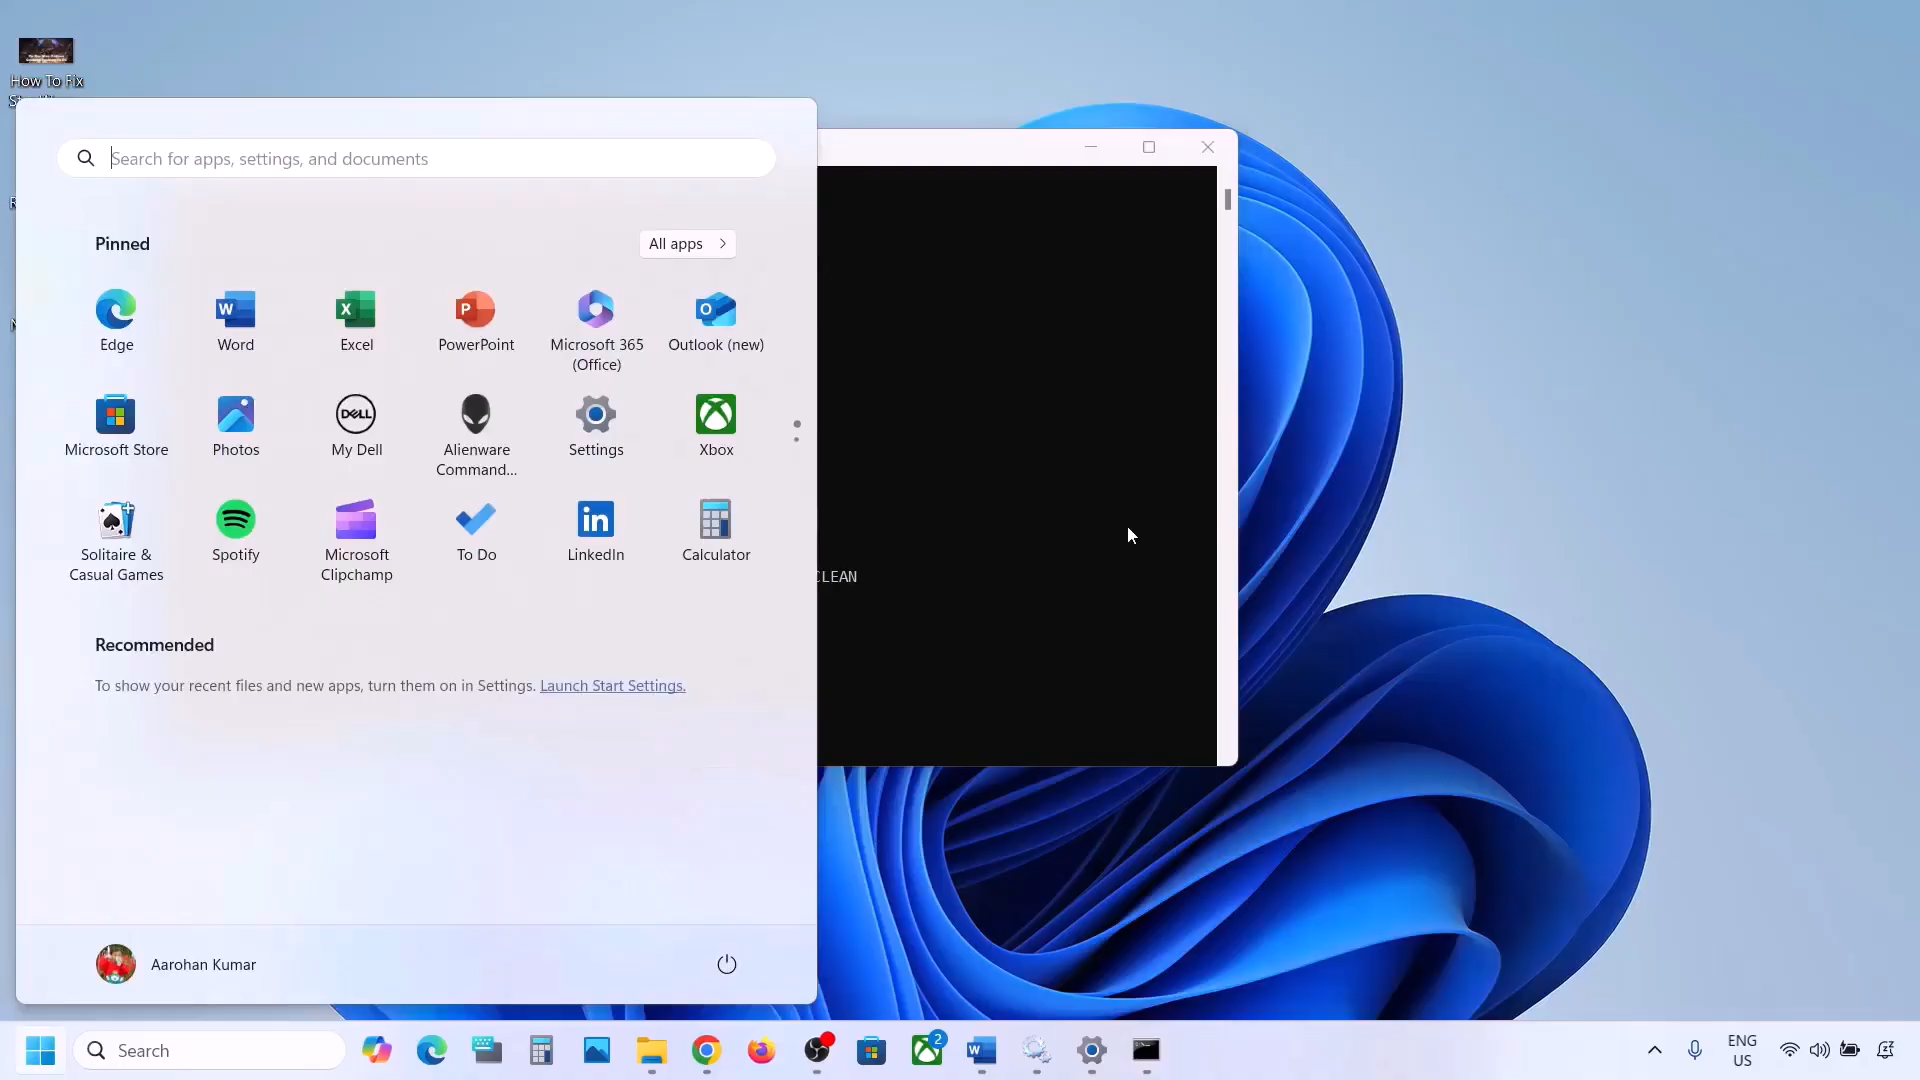 How To Fix
Search for apps, settings, and documents
Pinned
All apps
Edge
Word
Excel
PowerPoint
Microsoft 365
(Office)
Outlook (new)
Microsoft Store
Photos
My Dell
Alienware
Command...
Settings
Xbox
Solitaire &
Casual Games
Spotify
Microsoft
Clipchamp
To Do
LinkedIn
Calculator
CLEAN
Recommended
To show your recent files and new apps, turn them on in Settings. Launch Start Settings.
Aarohan Kumar
Search
2
ENG
US